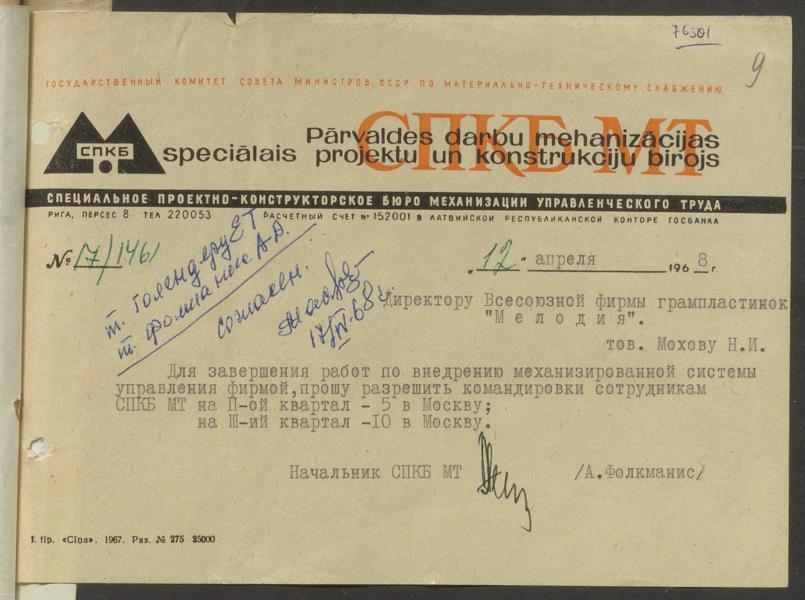 76501
9
ГОСУДАРСТВЕННЫЙ КОМИТЕТ СОВЕТА МИНИСТРОВ СССР ПО МАТЕРИАЛЬНО-ТЕХНИЧЕСКОМУ СНАБЖЕНИЮ
СПКБ МТ
СПКБ
Pārvaldes darbu mehanizācijas
speciālais projektu un konstrukciju birojs
СПЕЦИАЛЬНОЕ ПРОЕКТНО-КОНСТРУКТОРСКОЕ БЮРО МЕХАНИЗАЦИИ УПРАВЛЕНЧЕСКОГО ТРУДА
РИГА, ПЕРСЕС 8 ТЕЛ 220053 РАСЧЕТНЫЙ СЧЕТ № 152001 В ЛАТВИЙСКОЙ РЕСПУБЛИКАНСКОЙ КОНТОРЕ ГОСБАНКА
№ 17/1461
„12" апреля 1968 г.
т.
т. А.А.
согласен.
17/IV.68г.
Директору Всесоюзной фирмы грампластинок
"Мелодия".
тов. Мохову Н.И.
Для завершения работ по внедрению механизированной системы
управления фирмой,прошу разрешить командировки сотрудникам
СПКБ МТ на П-ой квартал - 5 в Москву;
на Ш-ий квартал -10 в Москву.
Начальник СПКБ МТ /А.Фолкманис/
1. tip. «Cīņa». 1967. Pas. № 275 25000